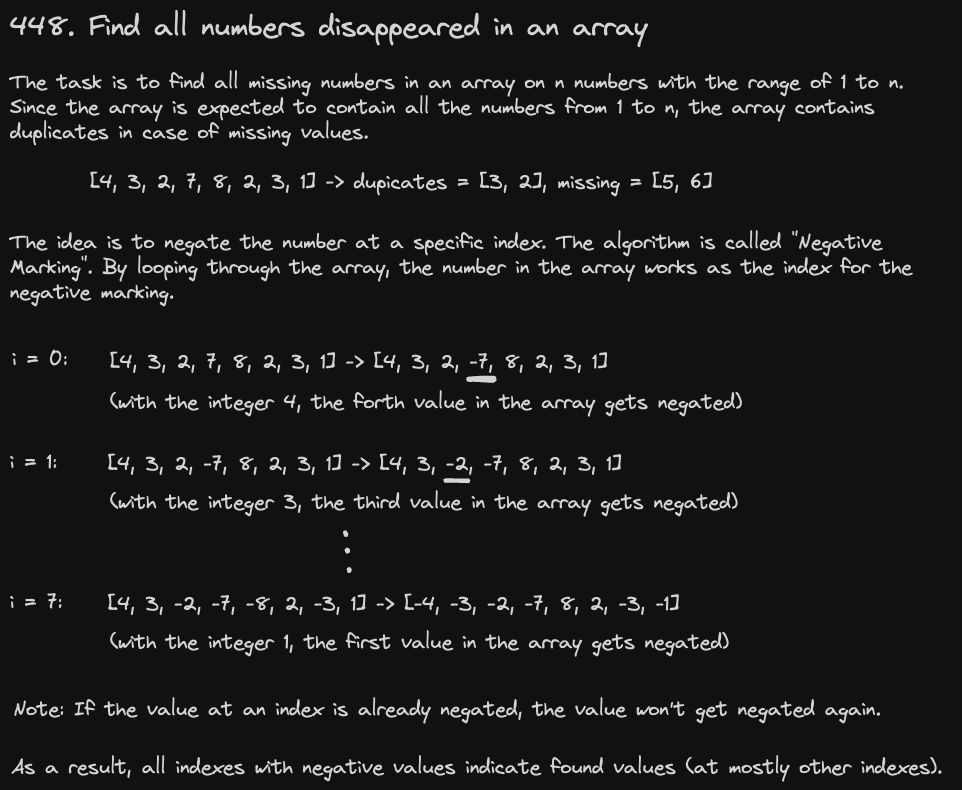 448. Find all numbers disappeared in an array
The task is to find all missing numbers in an array on n numbers with the range of 1 to n.
Since the array is expected to contain all the numbers from 1 to n, the array contains
duplicates in case of missing values.
[4, 3, 2, 7, 8, 2, 3, 1] -> dupicates = [3, 2], missing = [5, 6]
The idea is to negate the number at a specific index. The algorithm is called "Negative
Marking". By looping through the array, the number in the array works as the index for the
negative marking.
i = 0: [4, 3, 2, 7, 8, 2, 3, 1] -> [4, 3, 2, -7, 8, 2, 3, 1]
(with the integer 4, the forth value in the array gets negated)
i = 1: [4, 3, 2, -7, 8, 2, 3, 1] -> [4, 3, -2, -7, 8, 2, 3, 1]
(with the integer 3, the third value in the array gets negated)
i = 7: [4, 3, -2, -7, -8, 2, -3, 1] -> [-4, -3, -2, -7, 8, 2, -3, -1]
(with the integer 1, the first value in the array gets negated)
Note: If the value at an index is already negated, the value won't get negated again.
As a result, all indexes with negative values indicate found values (at mostly other indexes).